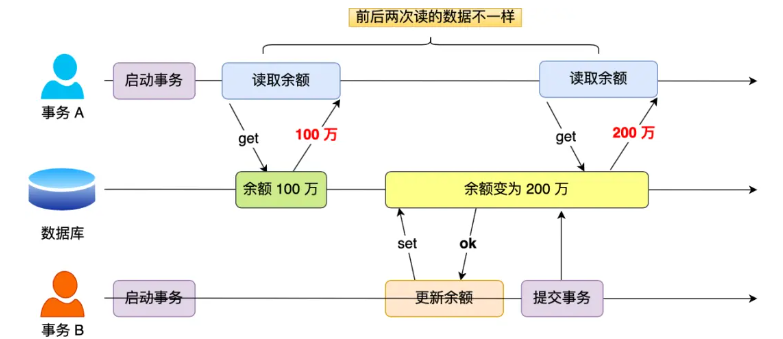 前后两次读的数据不一样
启动事务
读取余额
读取余额
事务 A
get
100 万
get
200 万
余额 100 万
余额变为 200 万
数据库
set
ok
启动事务
更新余额
提交事务
事务 B